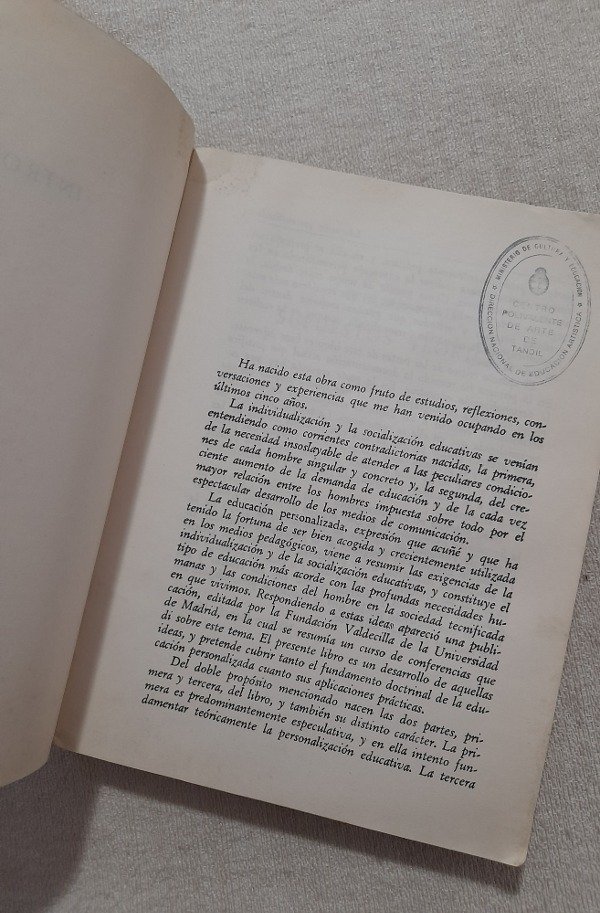 MINISTERIO DE CULTURA Y EDUCACIÓN
CENTRO
POLIVALENTE
DE ARTE
DE
TANDIL
DIRECCION NACIONAL DE EDUCACION ARTISTICA
Ha nacido esta obra como fruto de estudios, reflexiones, con-
versaciones y experiencias que me han venido ocupando en los
últimos cinco años.
La individualización y la socialización educativas se venían
entendiendo como corrientes contradictorias nacidas, la primera,
de la necesidad insoslayable de atender a las peculiares condicio-
nes de cada hombre singular y concreto y, la segunda, del cre-
ciente aumento de la demanda de educación y de la cada vez
mayor relación entre los hombres impuesta sobre todo por el
espectacular desarrollo de los medios de comunicación.
La educación personalizada, expresión que acuñé y que ha
tenido la fortuna de ser bien acogida y crecientemente utilizada
en los medios pedagógicos, viene a resumir las exigencias de la
individualización y de la socialización educativas, y constituye el
tipo de educación más acorde con las profundas necesidades hu-
manas y las condiciones del hombre en la sociedad tecnificada
en que vivimos. Respondiendo a estas ideas apareció una publi-
cación, editada por la Fundación Valdecilla de la Universidad
de Madrid, en la cual se resumía un curso de conferencias que
di sobre este tema. El presente libro es un desarrollo de aquellas
ideas, y pretende cubrir tanto el fundamento doctrinal de la edu-
cación personalizada cuanto sus aplicaciones prácticas.
Del doble propósito mencionado nacen las dos partes, pri-
mera y tercera, del libro, y también su distinto carácter. La pri-
mera es predominantemente especulativa, y en ella intento fun-
damentar teóricamente la personalización educativa. La tercera